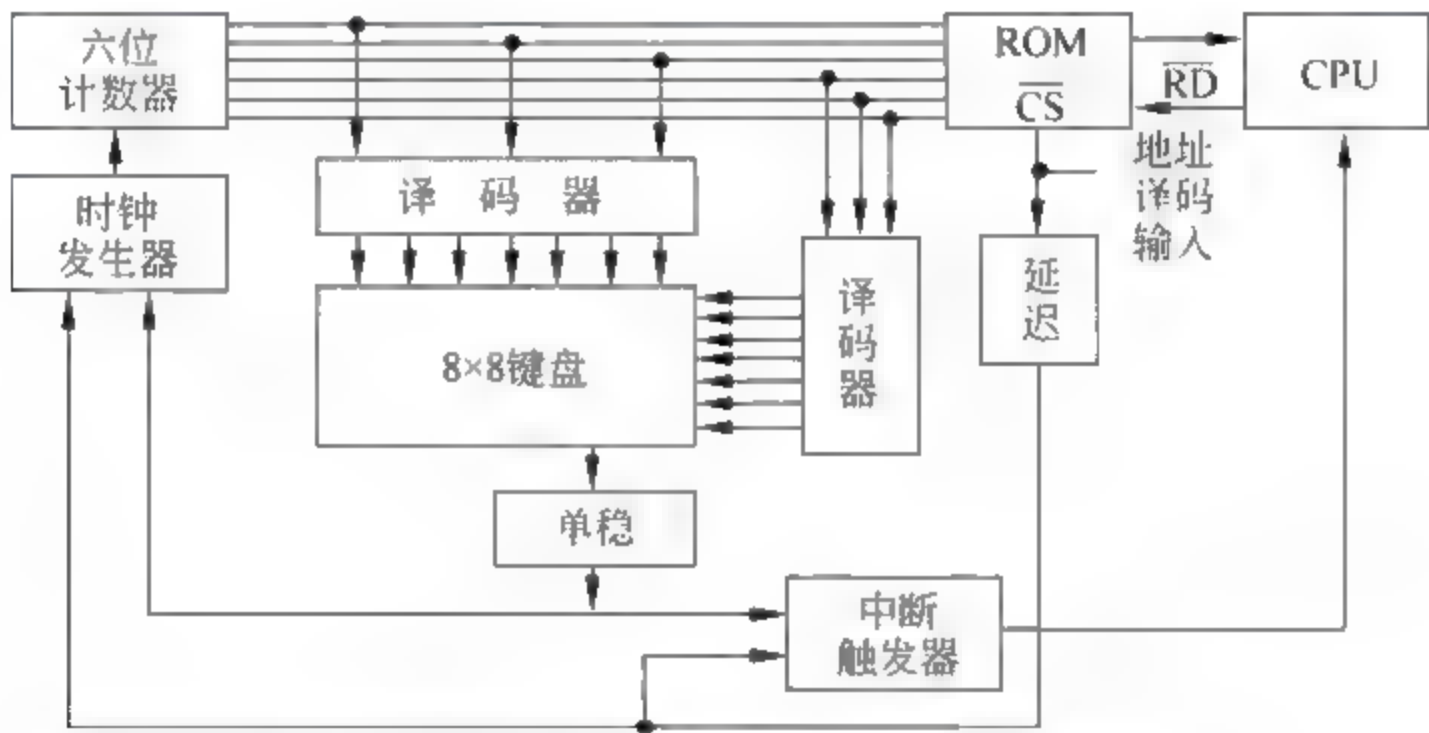 六位
计数器
ROM
CS
RD
CPU
时钟
发生器
译 码 器
地址
译码
输入
译
码
器
延
迟
8×8键盘
单稳
中断
触发器